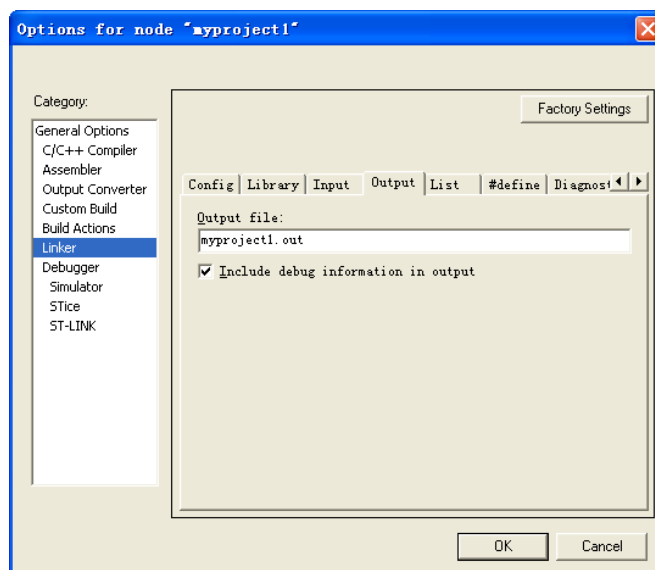 Options for node "myproject1"
Category:
Factory Settings
General Options
C/C++ Compiler
Assembler
Output Converter
Custom Build
Build Actions
Linker
Debugger
Simulator
STice
ST-LINK
Config Library Input Output List #define Diagnost
Output file:
myproject1.out
Include debug information in output
OK Cancel